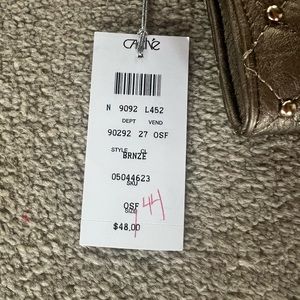 CACHÉ
N 9092 L452
DEPT VEND
90292 27 OSF
STYLE CL
BRNZE
05044623
SKU
OSF
SIZE
$48.00
44